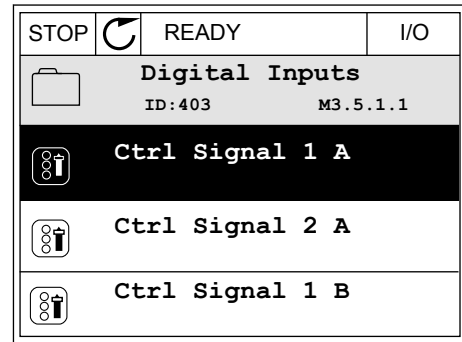 STOP READY I/O
Digital Inputs
ID:403 M3.5.1.1
Ctrl Signal 1 A
Ctrl Signal 2 A
Ctrl Signal 1 B